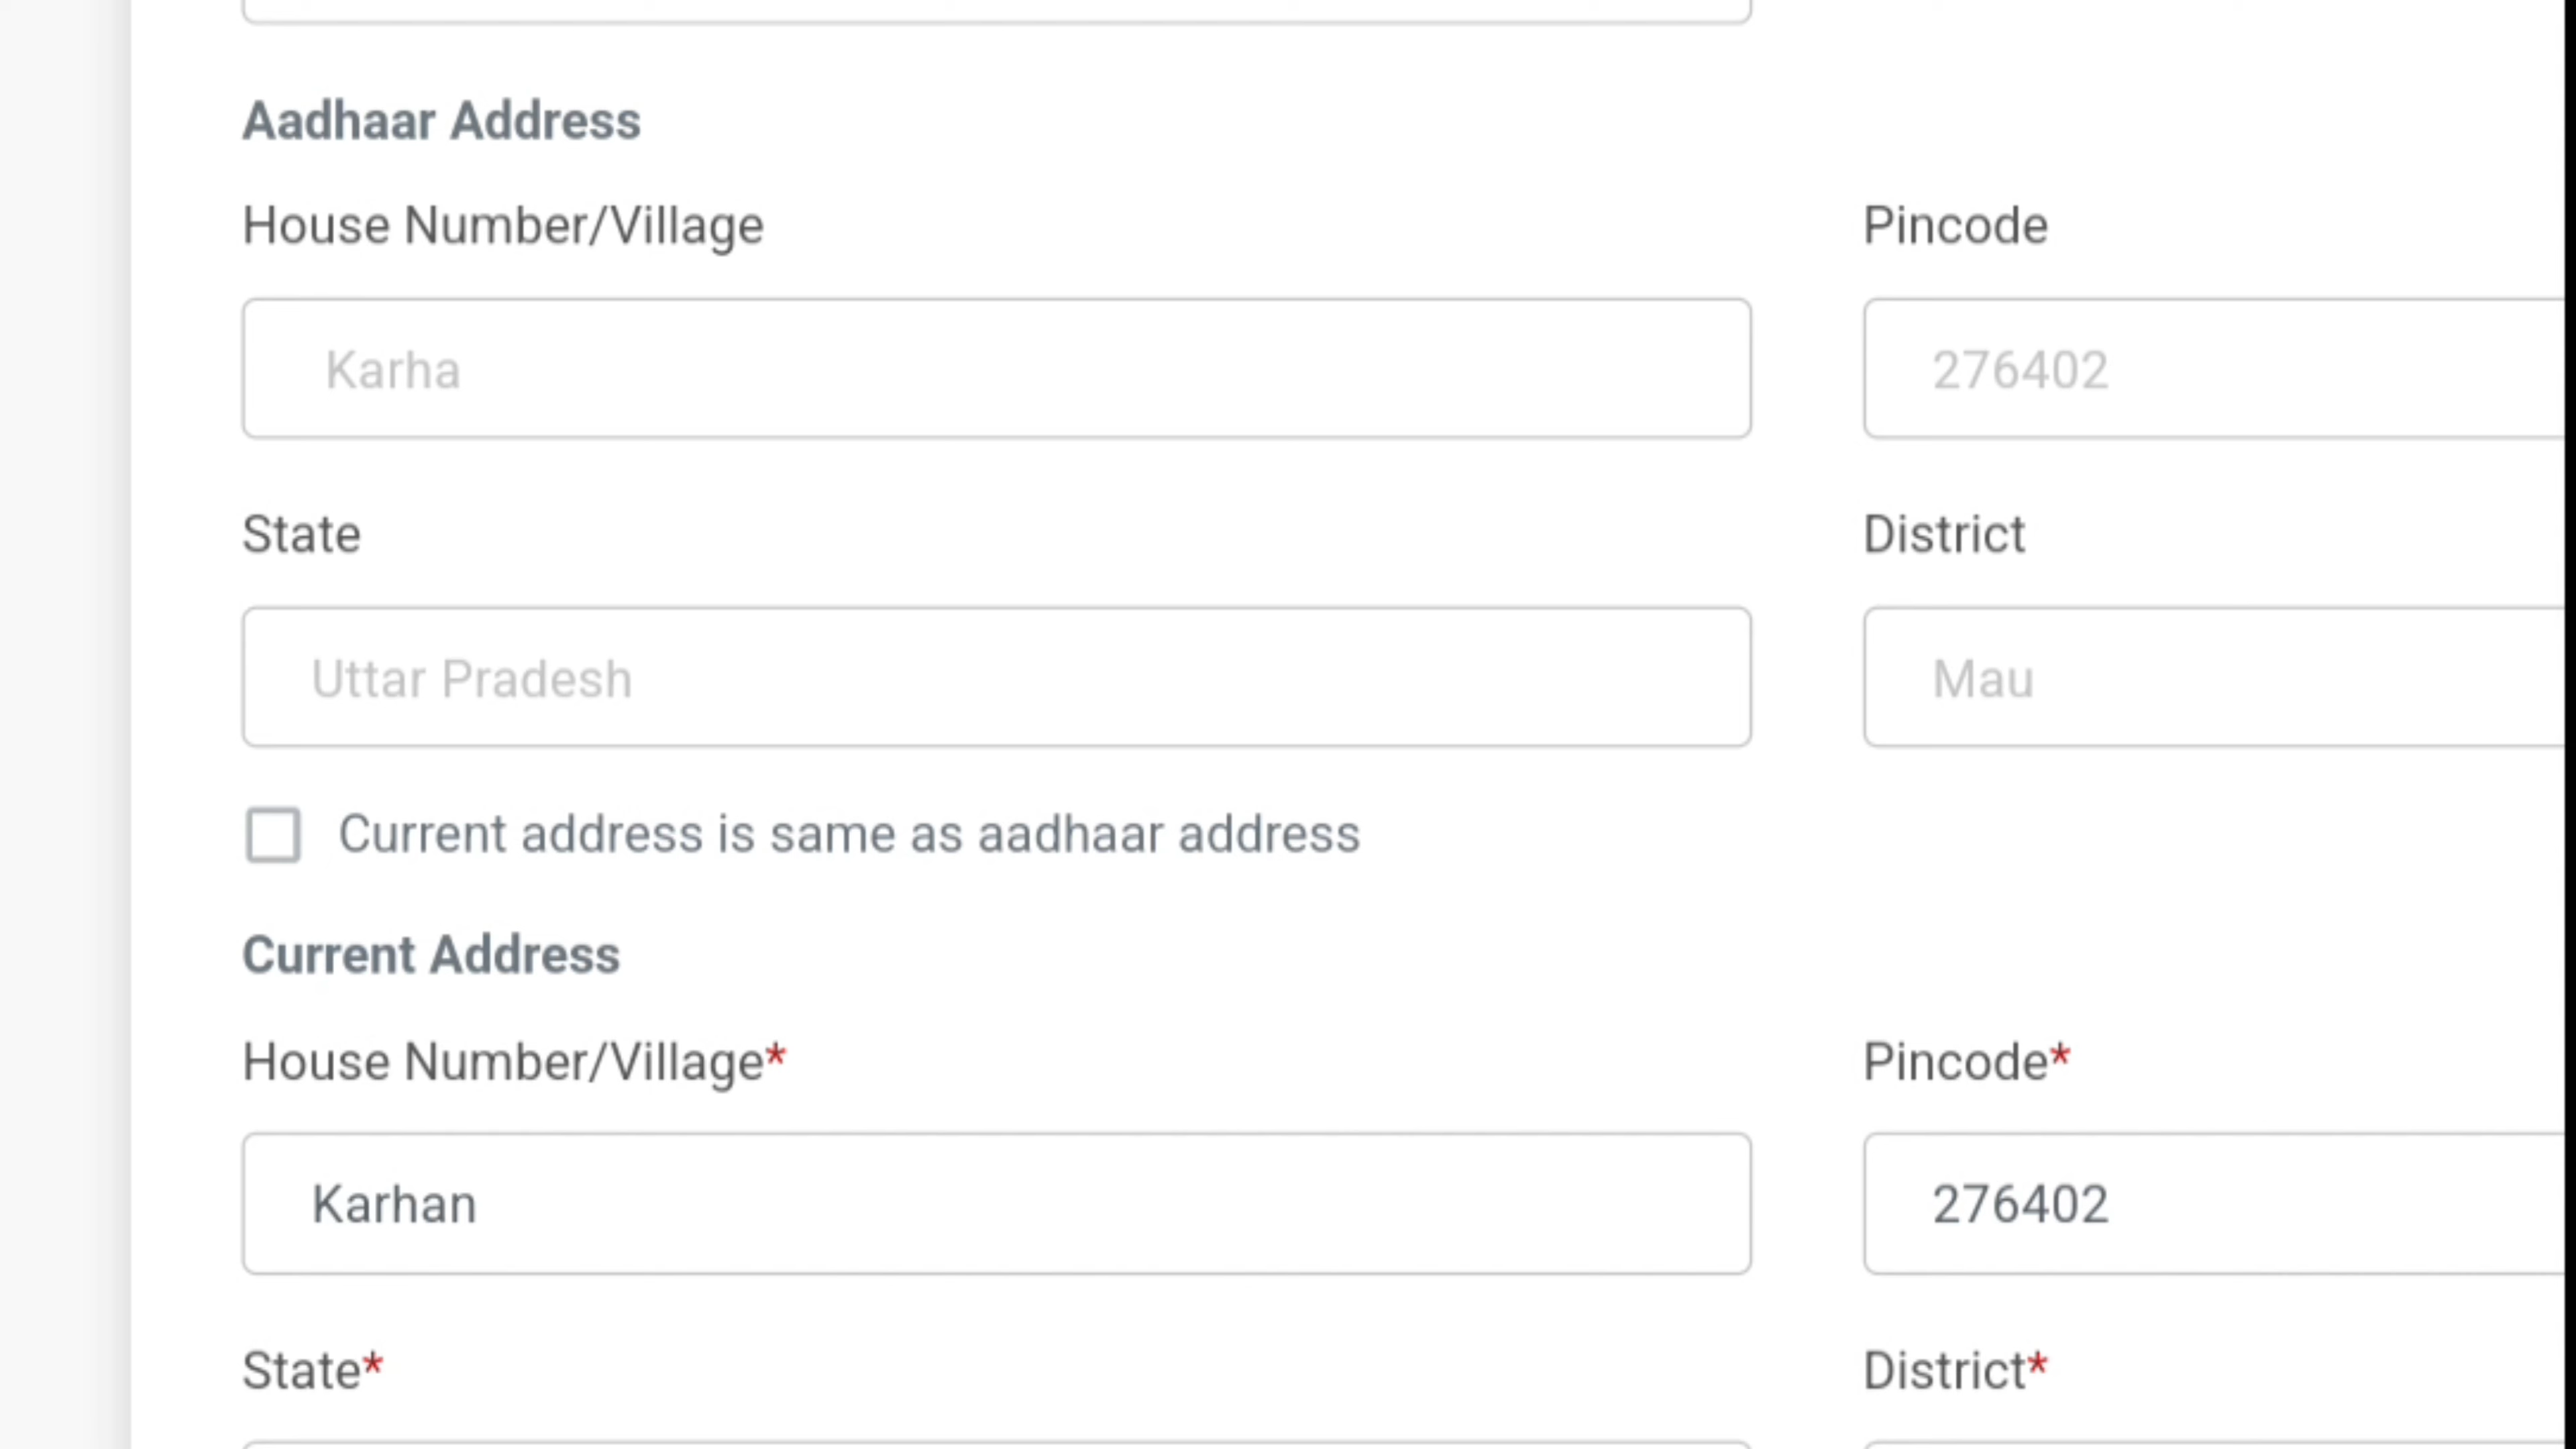 Aadhaar Address
House Number/Village Pincode
Karha 276402
State District
Uttar Pradesh Mau
Current address is same as aadhaar address
Current Address
House Number/Village* Pincode*
Karhan 276402
State* District*